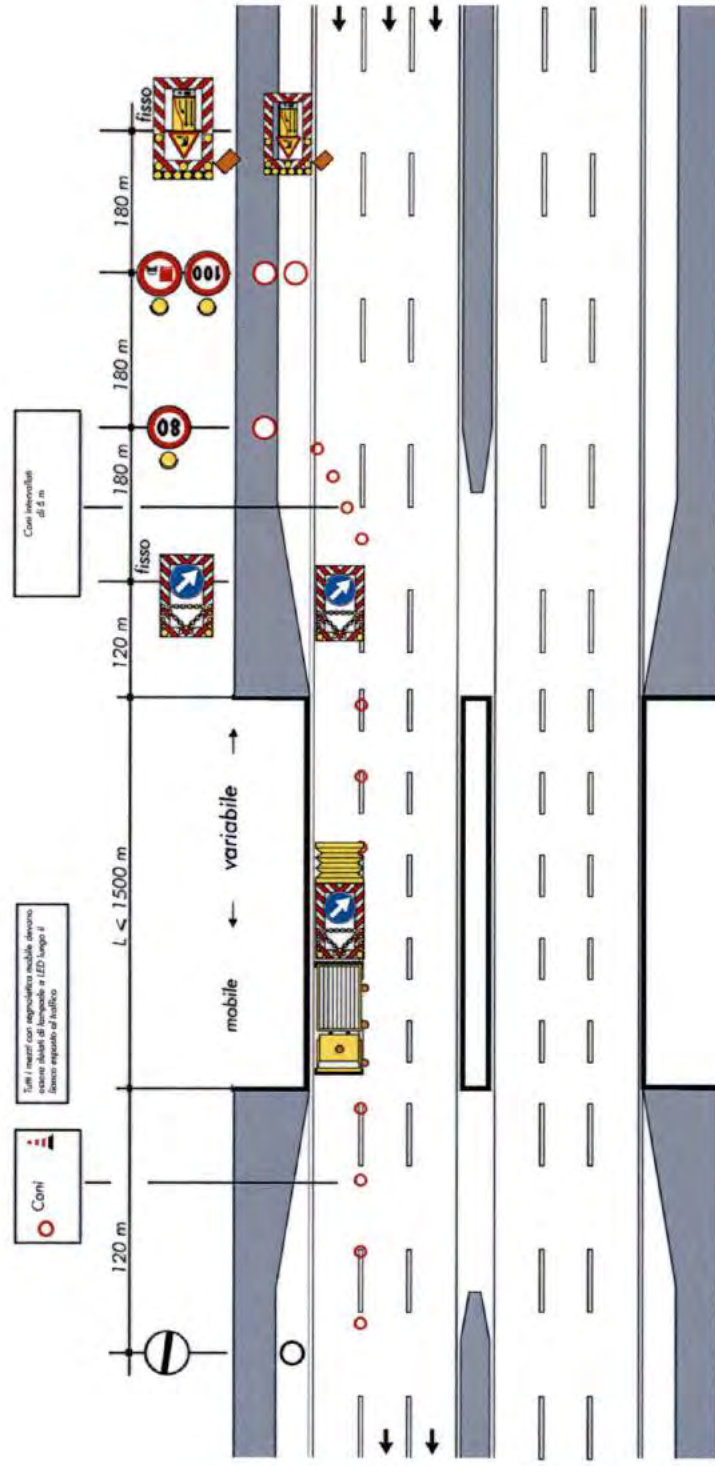 Coni
Tutti i mezzi con segnaletica mobile devono
essere dotati di lampade a LED lungo il
fianco esposto al traffico
Coni intervallati
di 6 m
120 m
L < 1500 m
120 m
180 m
180 m
180 m
fisso
fisso
80
100
mobile
variabile